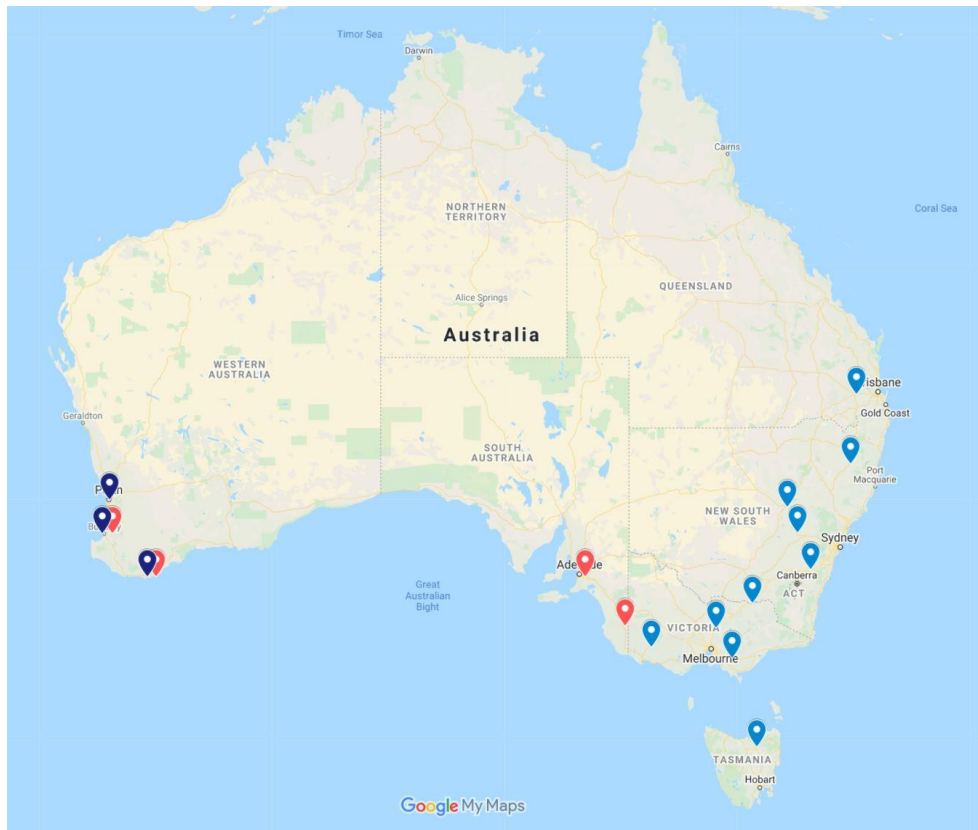 Timor Sea
Darwin
Cairns
Coral Sea
NORTHERN
TERRITORY
QUEENSLAND
Alice Springs
Australia
WESTERN
AUSTRALIA
isbane
Gold Coast
Geraldton
SOUTH
AUSTRALIA
Port
Macquarie
NEW SOUTH
WALES
Sydney
Canberra
ACT
Great
Australian
Bight
VICTORIA
Melbourne
TASMANIA
Hobart
Google My Maps